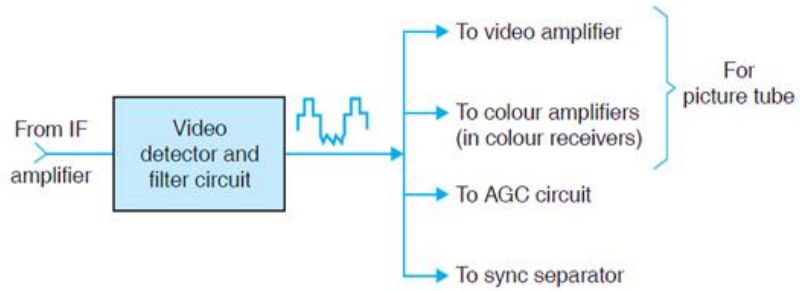 From IF
amplifier
Video
detector and
filter circuit
To video amplifier
To colour amplifiers
(in colour receivers)
To AGC circuit
To sync separator
For
picture tube